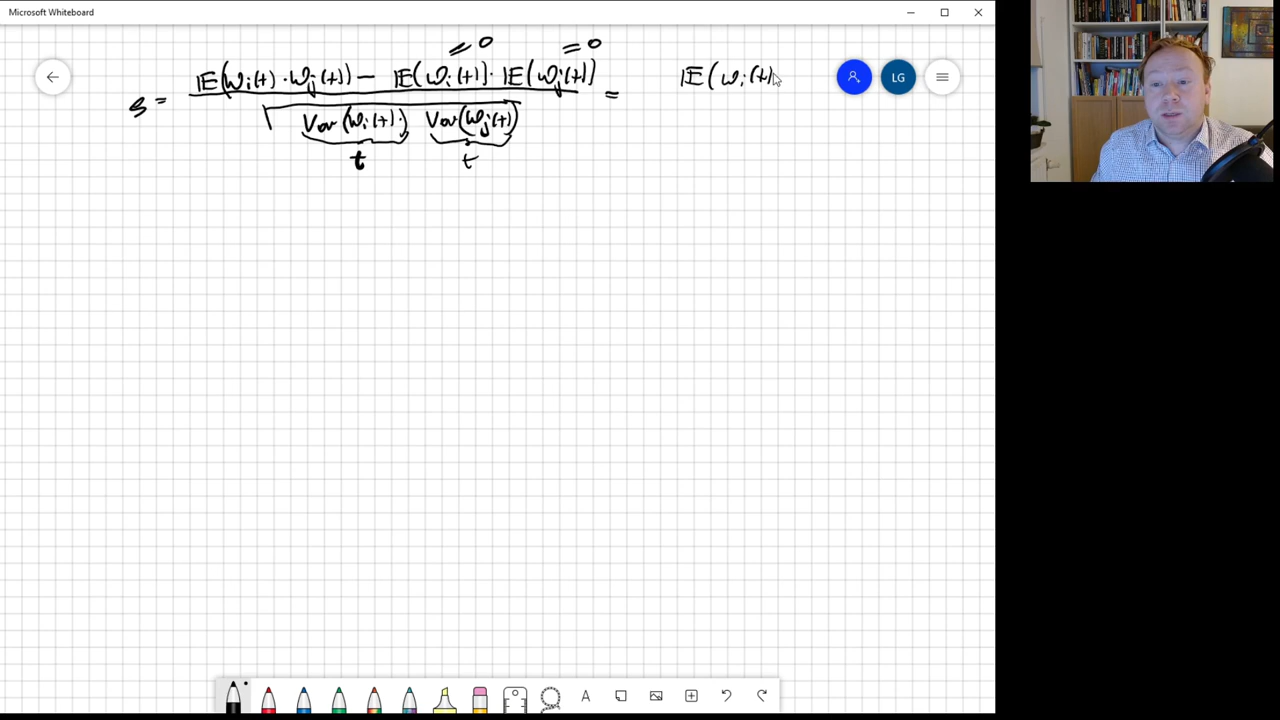 Microsoft Whiteboard
= 0 = 0
𝔼(Wi(t) · Wj(t)) − 𝔼(Wi(t)) · 𝔼(Wj(t)) 𝔼(Wi(t)
ρ = =
√ Var(Wi(t)) Var(Wj(t))
t t
LG
A